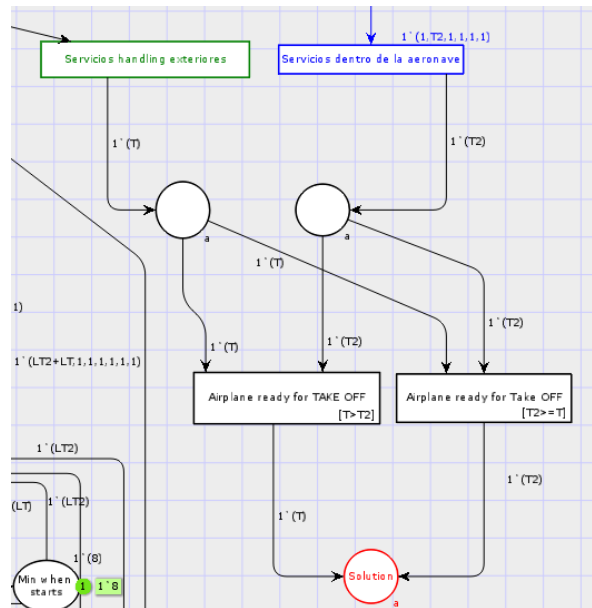 1`(1,T2,1,1,1,1)
Servicios handling exteriores
Servicios dentro de la aeronave
1`(T)
1`(T2)
a
a
1`(T)
1)
1`(T2)
1`(T)
1`(T2)
1`(LT2+LT,1,1,1,1,1,1)
Airplane ready for TAKE OFF
[T>T2]
Airplane ready for Take OFF
[T2>=T]
1`(LT2)
1`(T2)
1`(LT2)
(LT)
1`(T)
1`(8)
Min when
starts
1
1`8
Solution
a